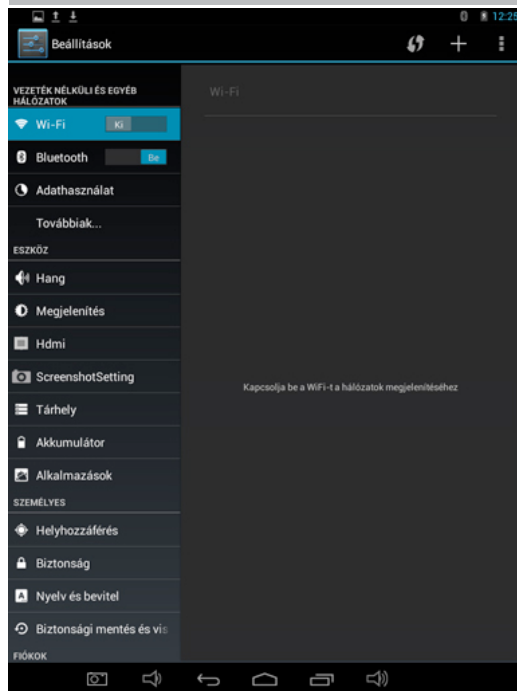 12:25
Beállítások
VEZETÉK NÉLKÜLI ÉS EGYÉB
HÁLÓZATOK
Wi-Fi
Wi-Fi Ki
Bluetooth Be
Adathasználat
Továbbiak...
ESZKÖZ
Hang
Megjelenítés
Hdmi
ScreenshotSetting
Kapcsolja be a WiFi-t a hálózatok megjelenítéséhez
Tárhely
Akkumulátor
Alkalmazások
SZEMÉLYES
Helyhozzáférés
Biztonság
A Nyelv és bevitel
Biztonsági mentés és vis
FIÓKOK